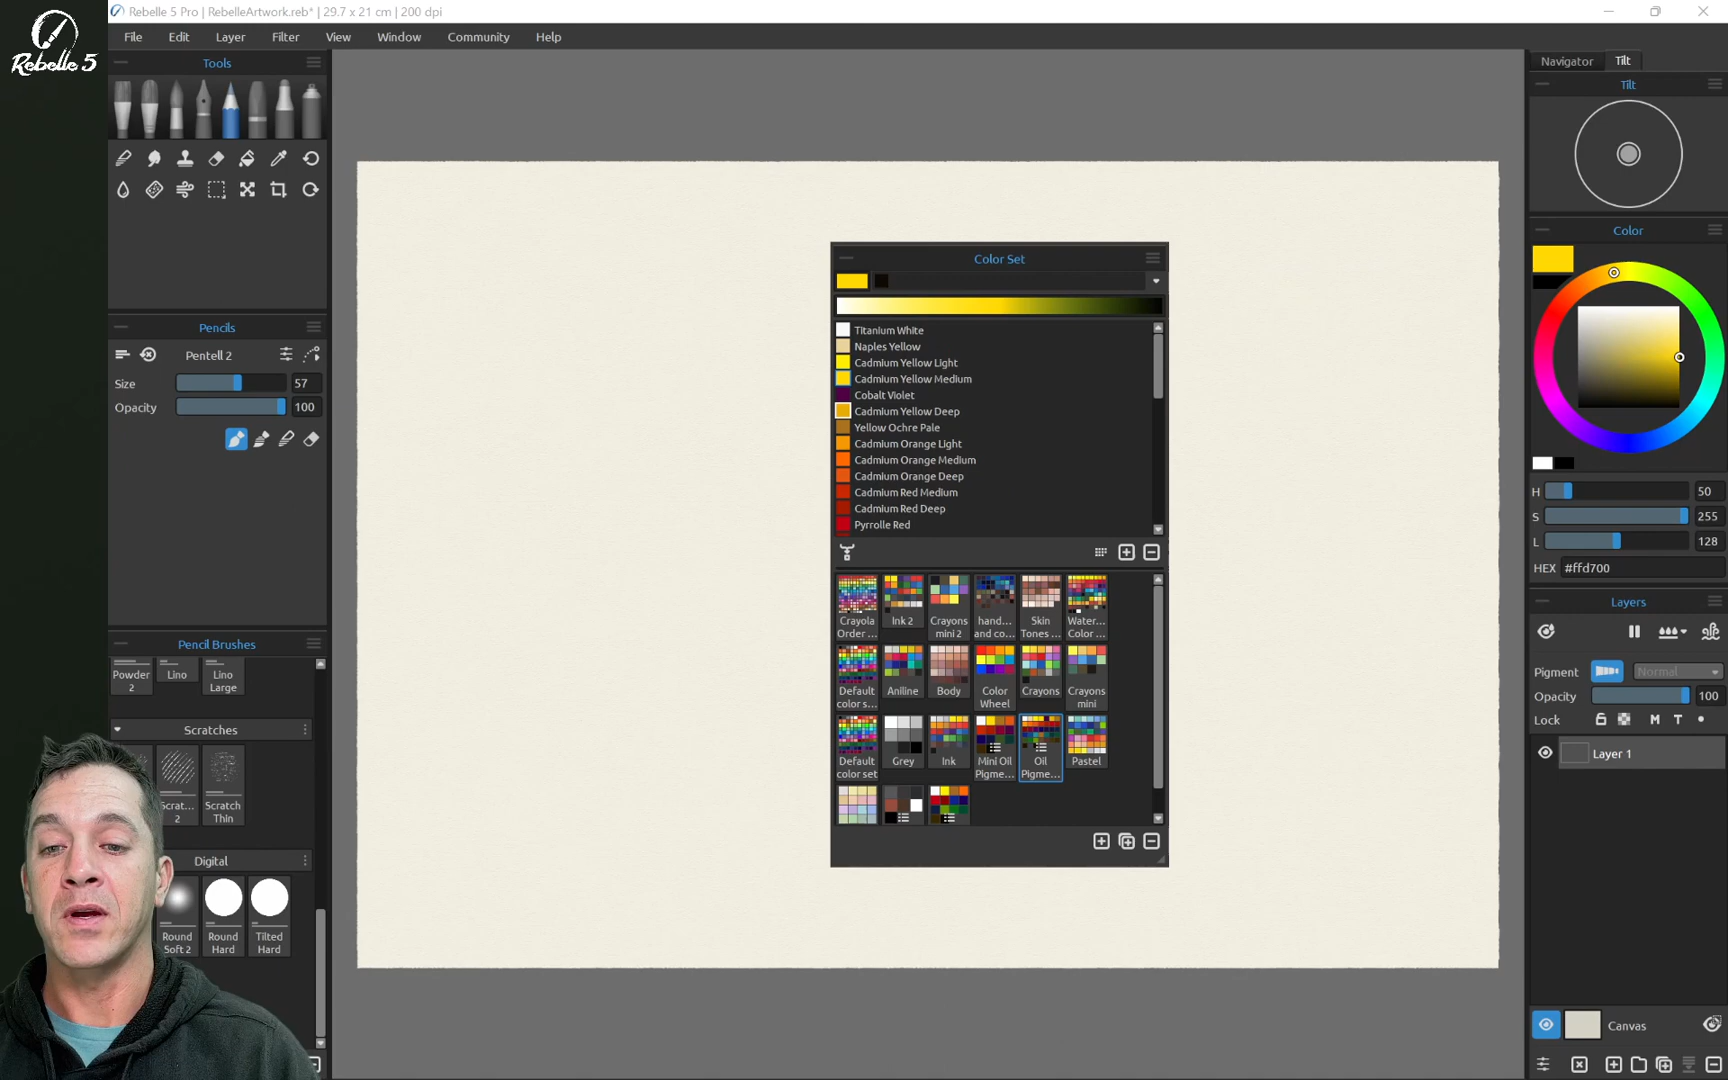 Rebelle 5
Rebelle 5 Pro | RebelleArtwork.reb* | 29.7 x 21 cm | 200 dpi
File Edit Layer Filter View Window Community Help
Tools
Pencils
Pentell 2
Size 57
Opacity 100
Pencil Brushes
Powder 2
Lino
Lino Large
Scratches
Scrat... 2
Scratch Thin
Digital
Round Soft 2
Round Hard
Tilted Hard
Color Set
Titanium White
Naples Yellow
Cadmium Yellow Light
Cadmium Yellow Medium
Cobalt Violet
Cadmium Yellow Deep
Yellow Ochre Pale
Cadmium Orange Light
Cadmium Orange Medium
Cadmium Orange Deep
Cadmium Red Medium
Cadmium Red Deep
Pyrrolle Red
Crayola Order ...
Ink 2
Crayons mini 2
hand... and co...
Skin Tones ...
Water... Color ...
Default color s...
Aniline
Body
Color Wheel
Crayons
Crayons mini
Default color set
Grey
Ink
Mini Oil Pigme...
Oil Pigme...
Pastel
Navigator Tilt
Tilt
Color
H 50
S 255
L 128
HEX #ffd700
Layers
Pigment Normal
Opacity 100
Lock M T
Layer 1
Canvas